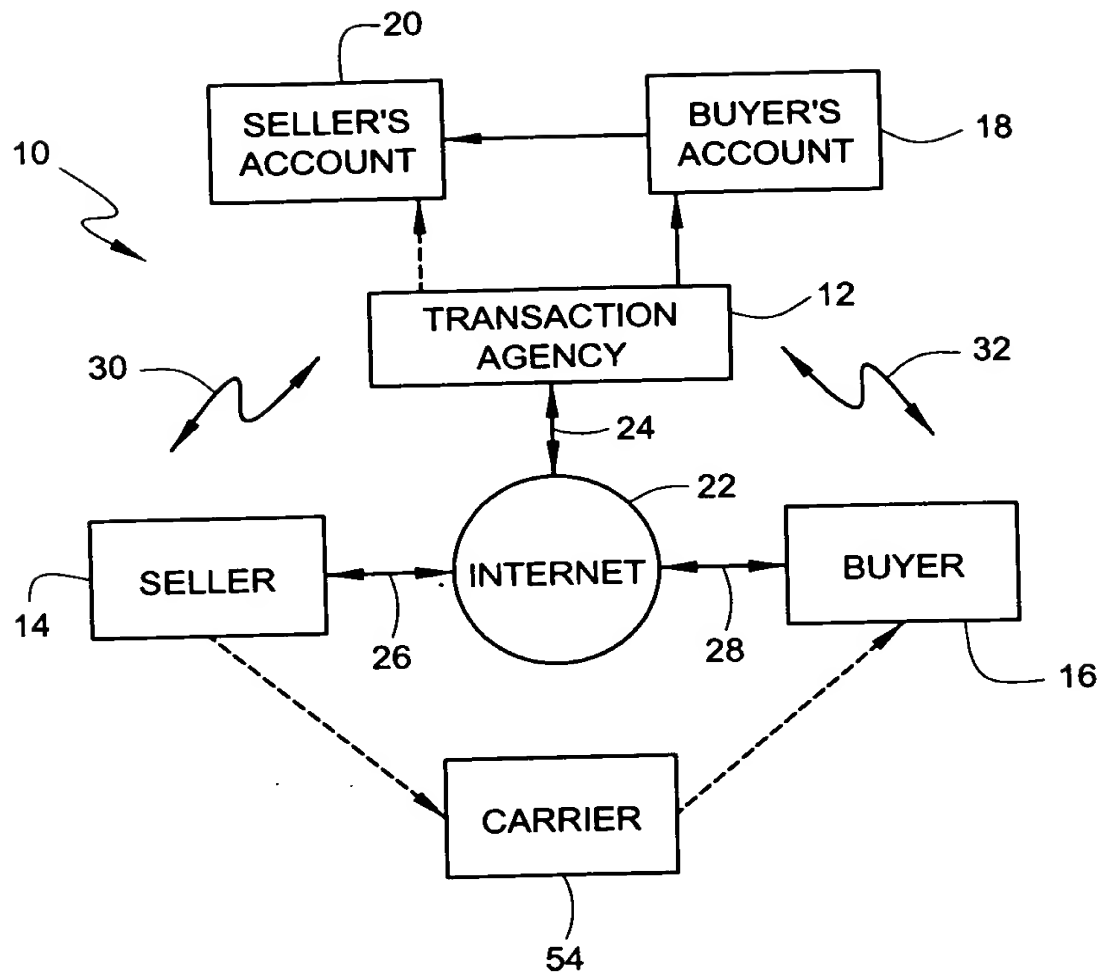 20
SELLER'S
ACCOUNT
BUYER'S
ACCOUNT
18
10
TRANSACTION
AGENCY
12
30
32
24
22
SELLER
INTERNET
BUYER
14
26
28
16
CARRIER
54